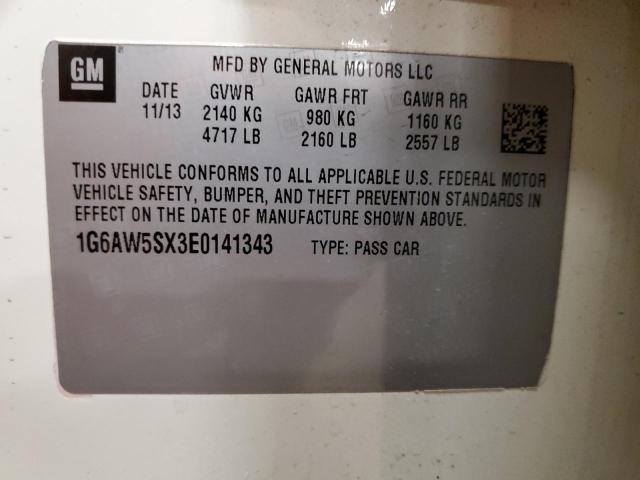 GM
MFD BY GENERAL MOTORS LLC
DATE GVWR GAWR FRT GAWR RR
11/13 2140 KG 980 KG 1160 KG
4717 LB 2160 LB 2557 LB
THIS VEHICLE CONFORMS TO ALL APPLICABLE U.S. FEDERAL MOTOR
VEHICLE SAFETY, BUMPER, AND THEFT PREVENTION STANDARDS IN
EFFECT ON THE DATE OF MANUFACTURE SHOWN ABOVE.
1G6AW5SX3E0141343 TYPE: PASS CAR